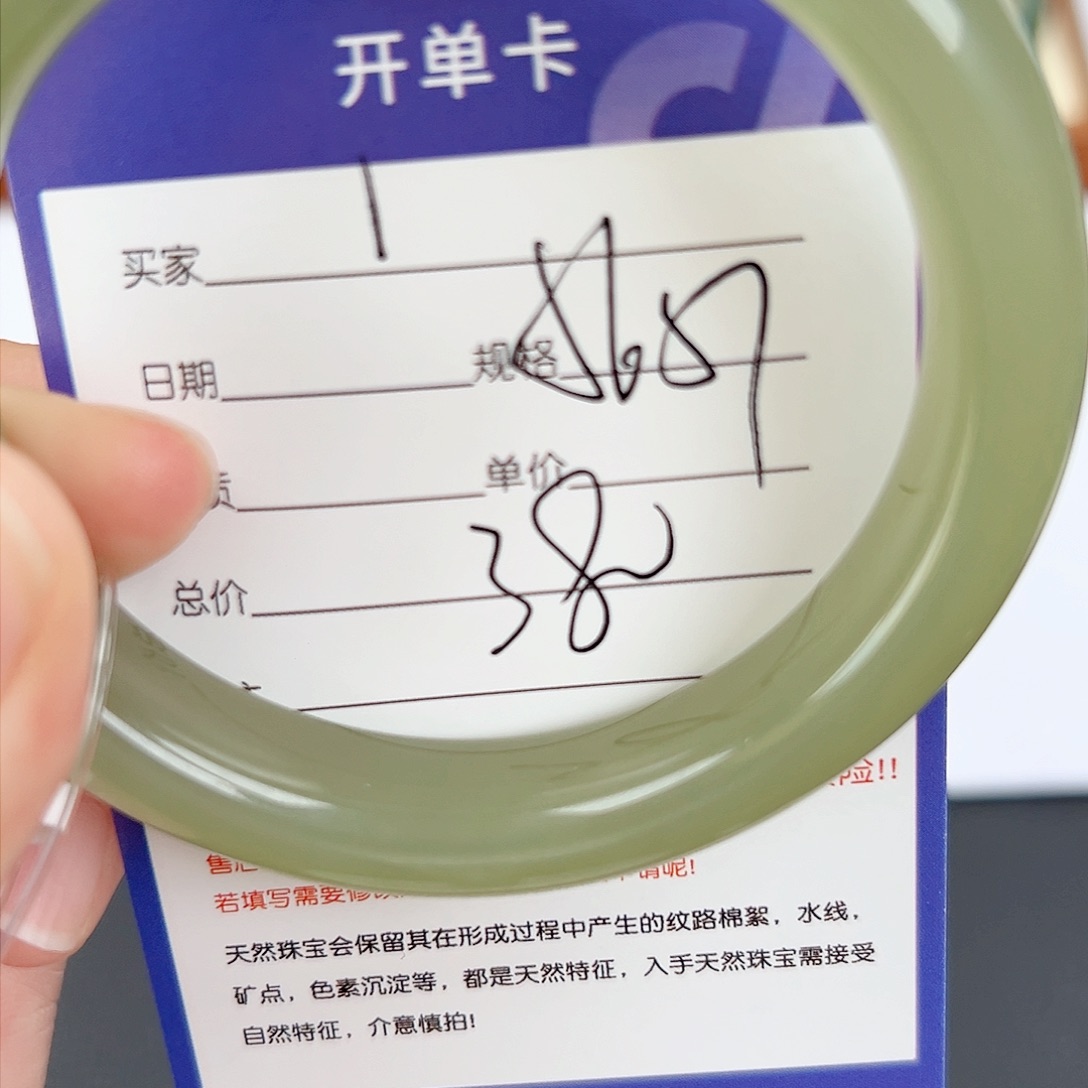 开单卡
买家 1
日期 规格
单价
总价 38
险!!
若填写需要修
请呢!
天然珠宝会保留其在形成过程中产生的纹路棉絮，水线，
矿点，色素沉淀等，都是天然特征，入手天然珠宝需接受
自然特征，介意慎拍!